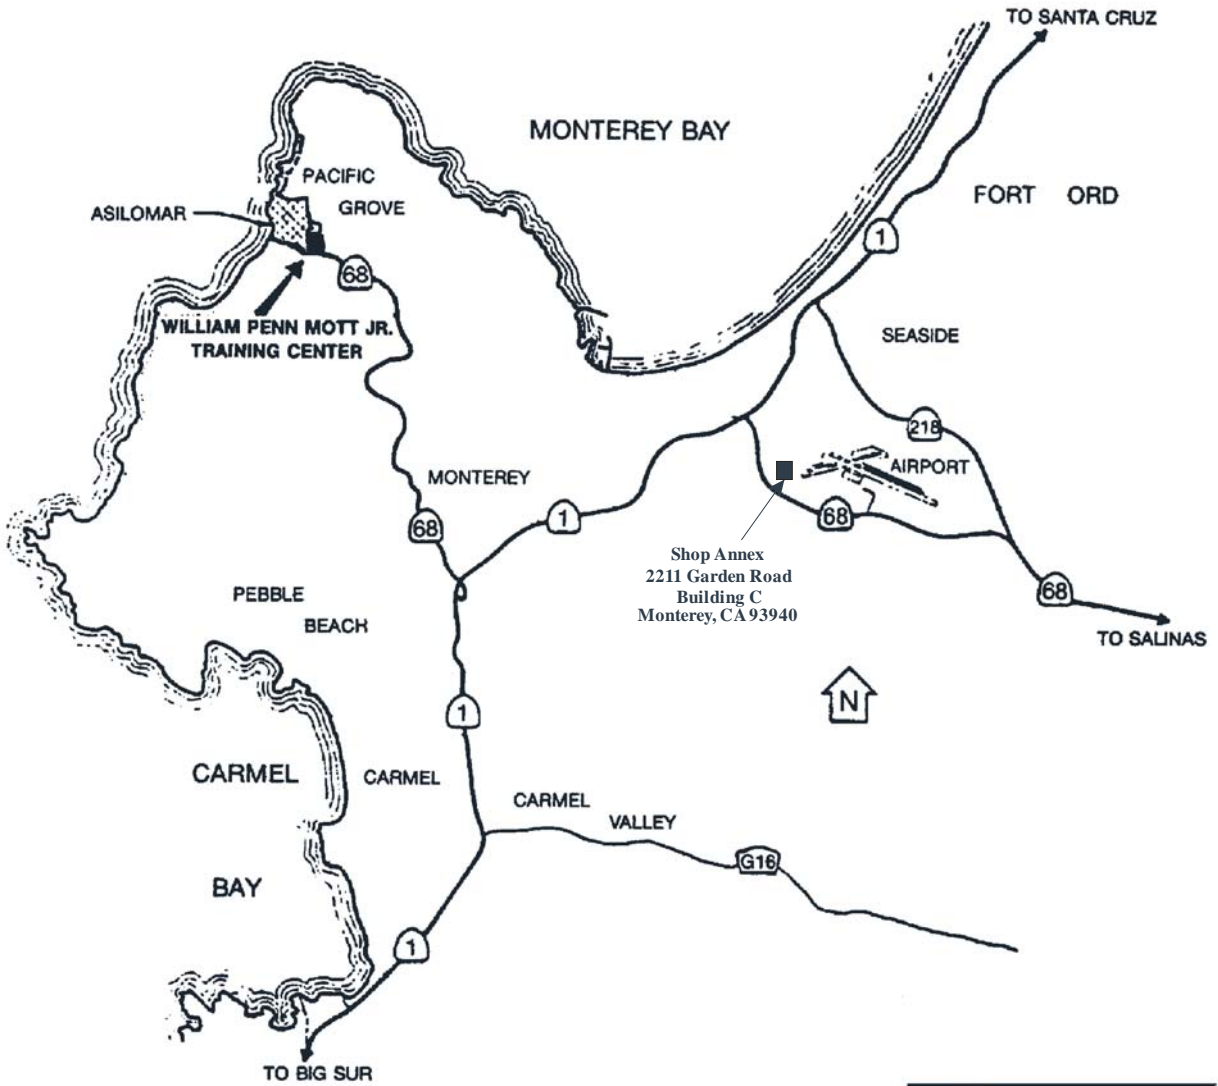 TO SANTA CRUZ
MONTEREY BAY
PACIFIC
GROVE
FORT ORD
ASILOMAR
1
68
WILLIAM PENN MOTT JR.
TRAINING CENTER
SEASIDE
218
AIRPORT
MONTEREY
68
1
68
Shop Annex
2211 Garden Road
Building C
Monterey, CA 93940
68
TO SALINAS
PEBBLE
BEACH
N
1
CARMEL
BAY
CARMEL
CARMEL
VALLEY
G16
1
TO BIG SUR